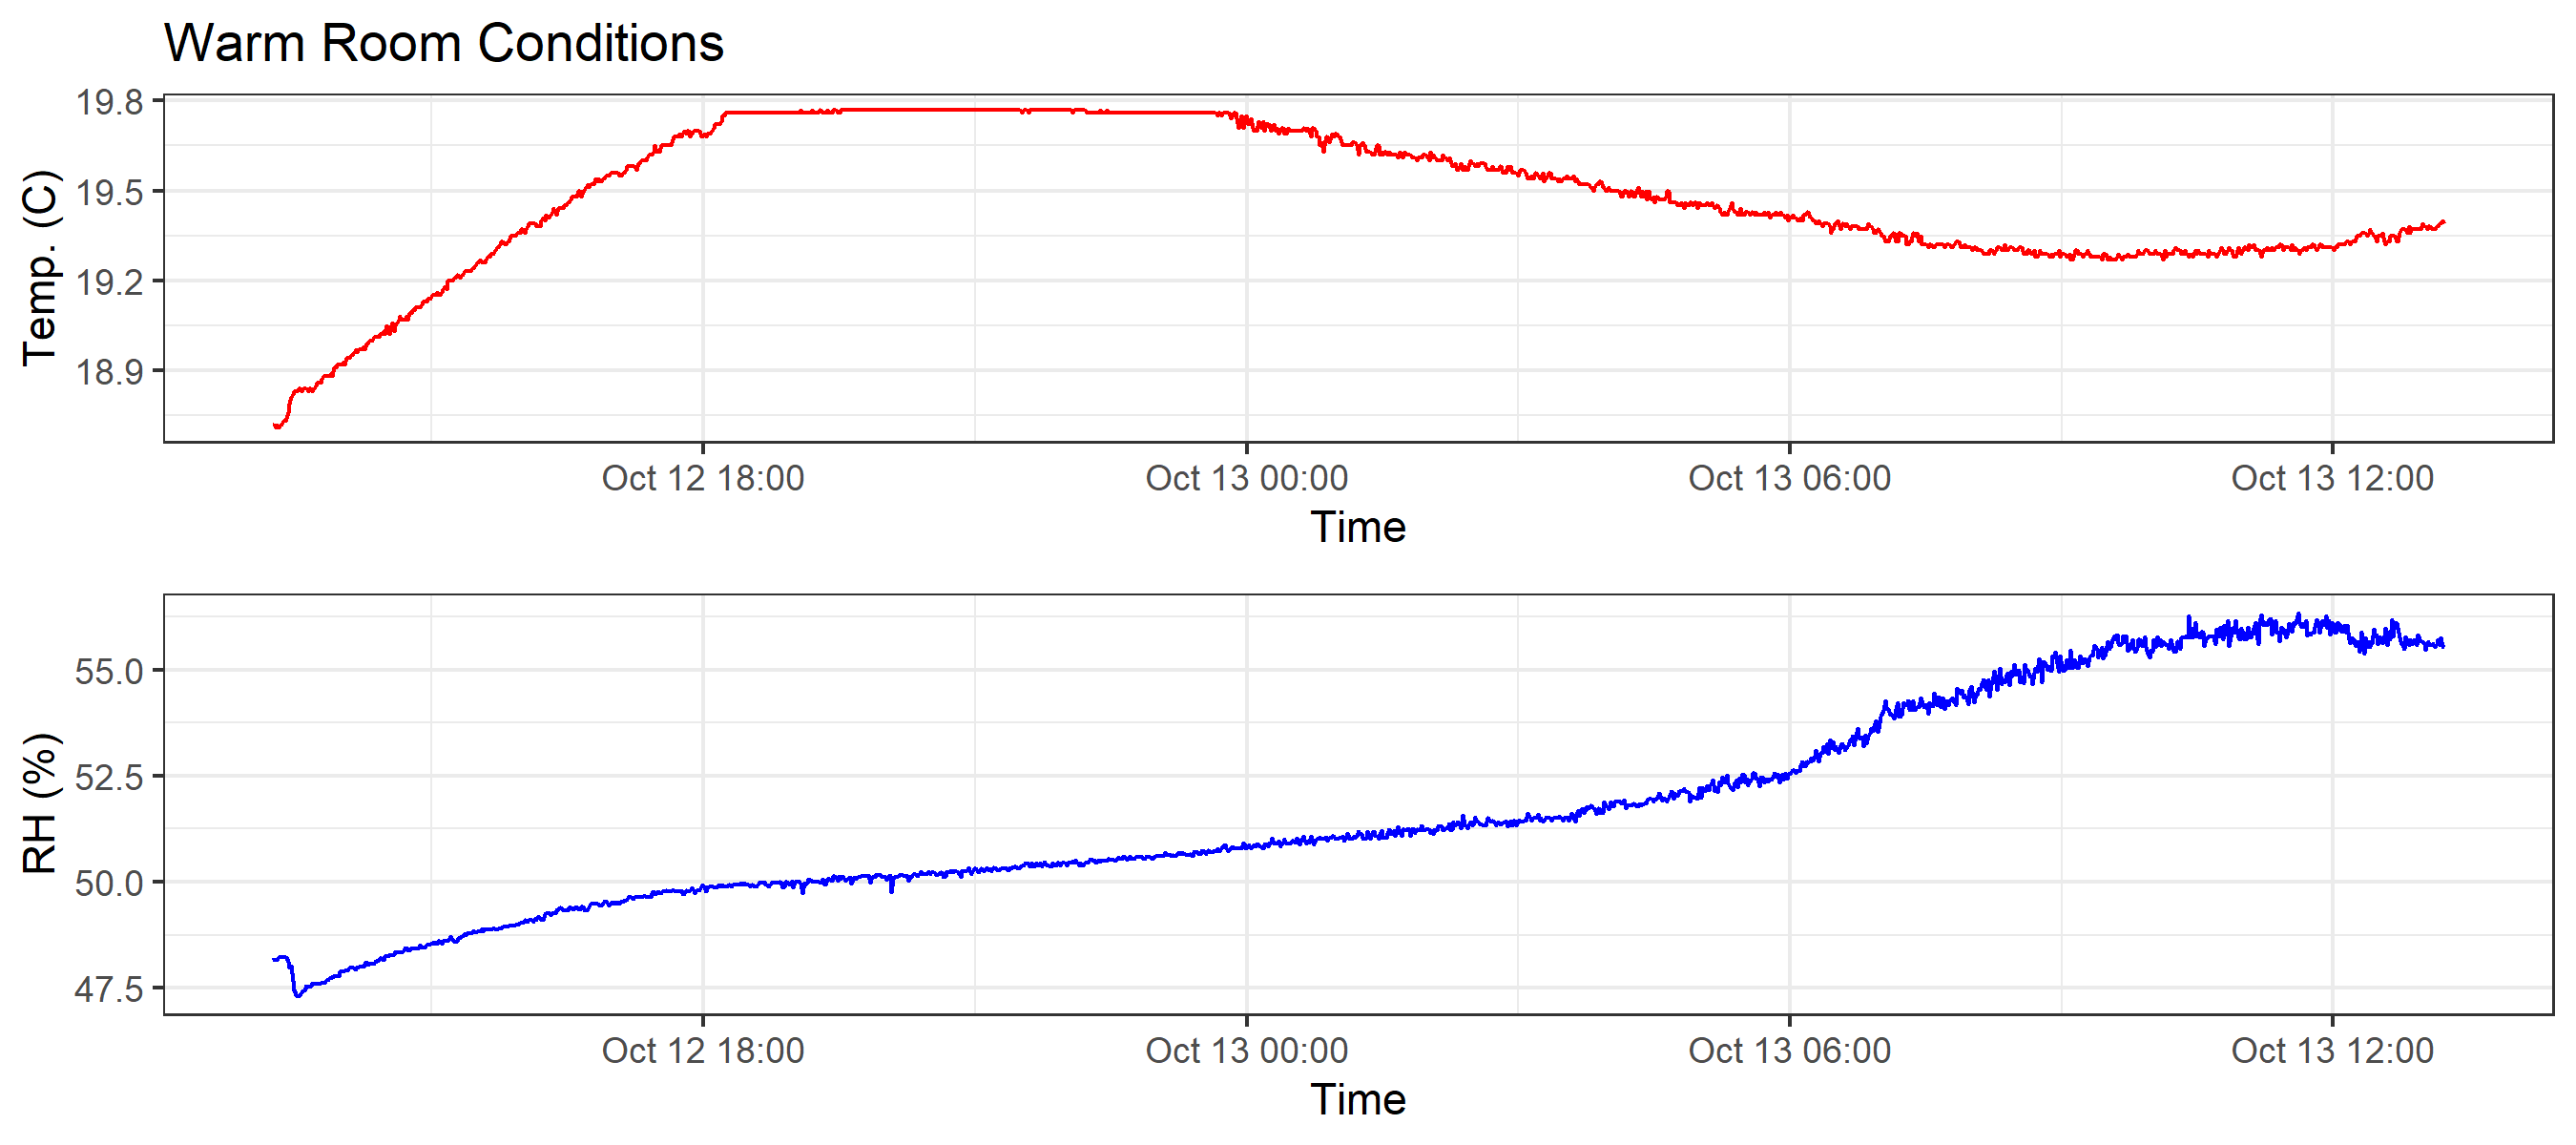 Warm Room Conditions
Temp. (C)
19.8
19.5
19.2
18.9
Oct 12 18:00 Oct 13 00:00 Oct 13 06:00 Oct 13 12:00
Time
RH (%)
55.0
52.5
50.0
47.5
Oct 12 18:00 Oct 13 00:00 Oct 13 06:00 Oct 13 12:00
Time